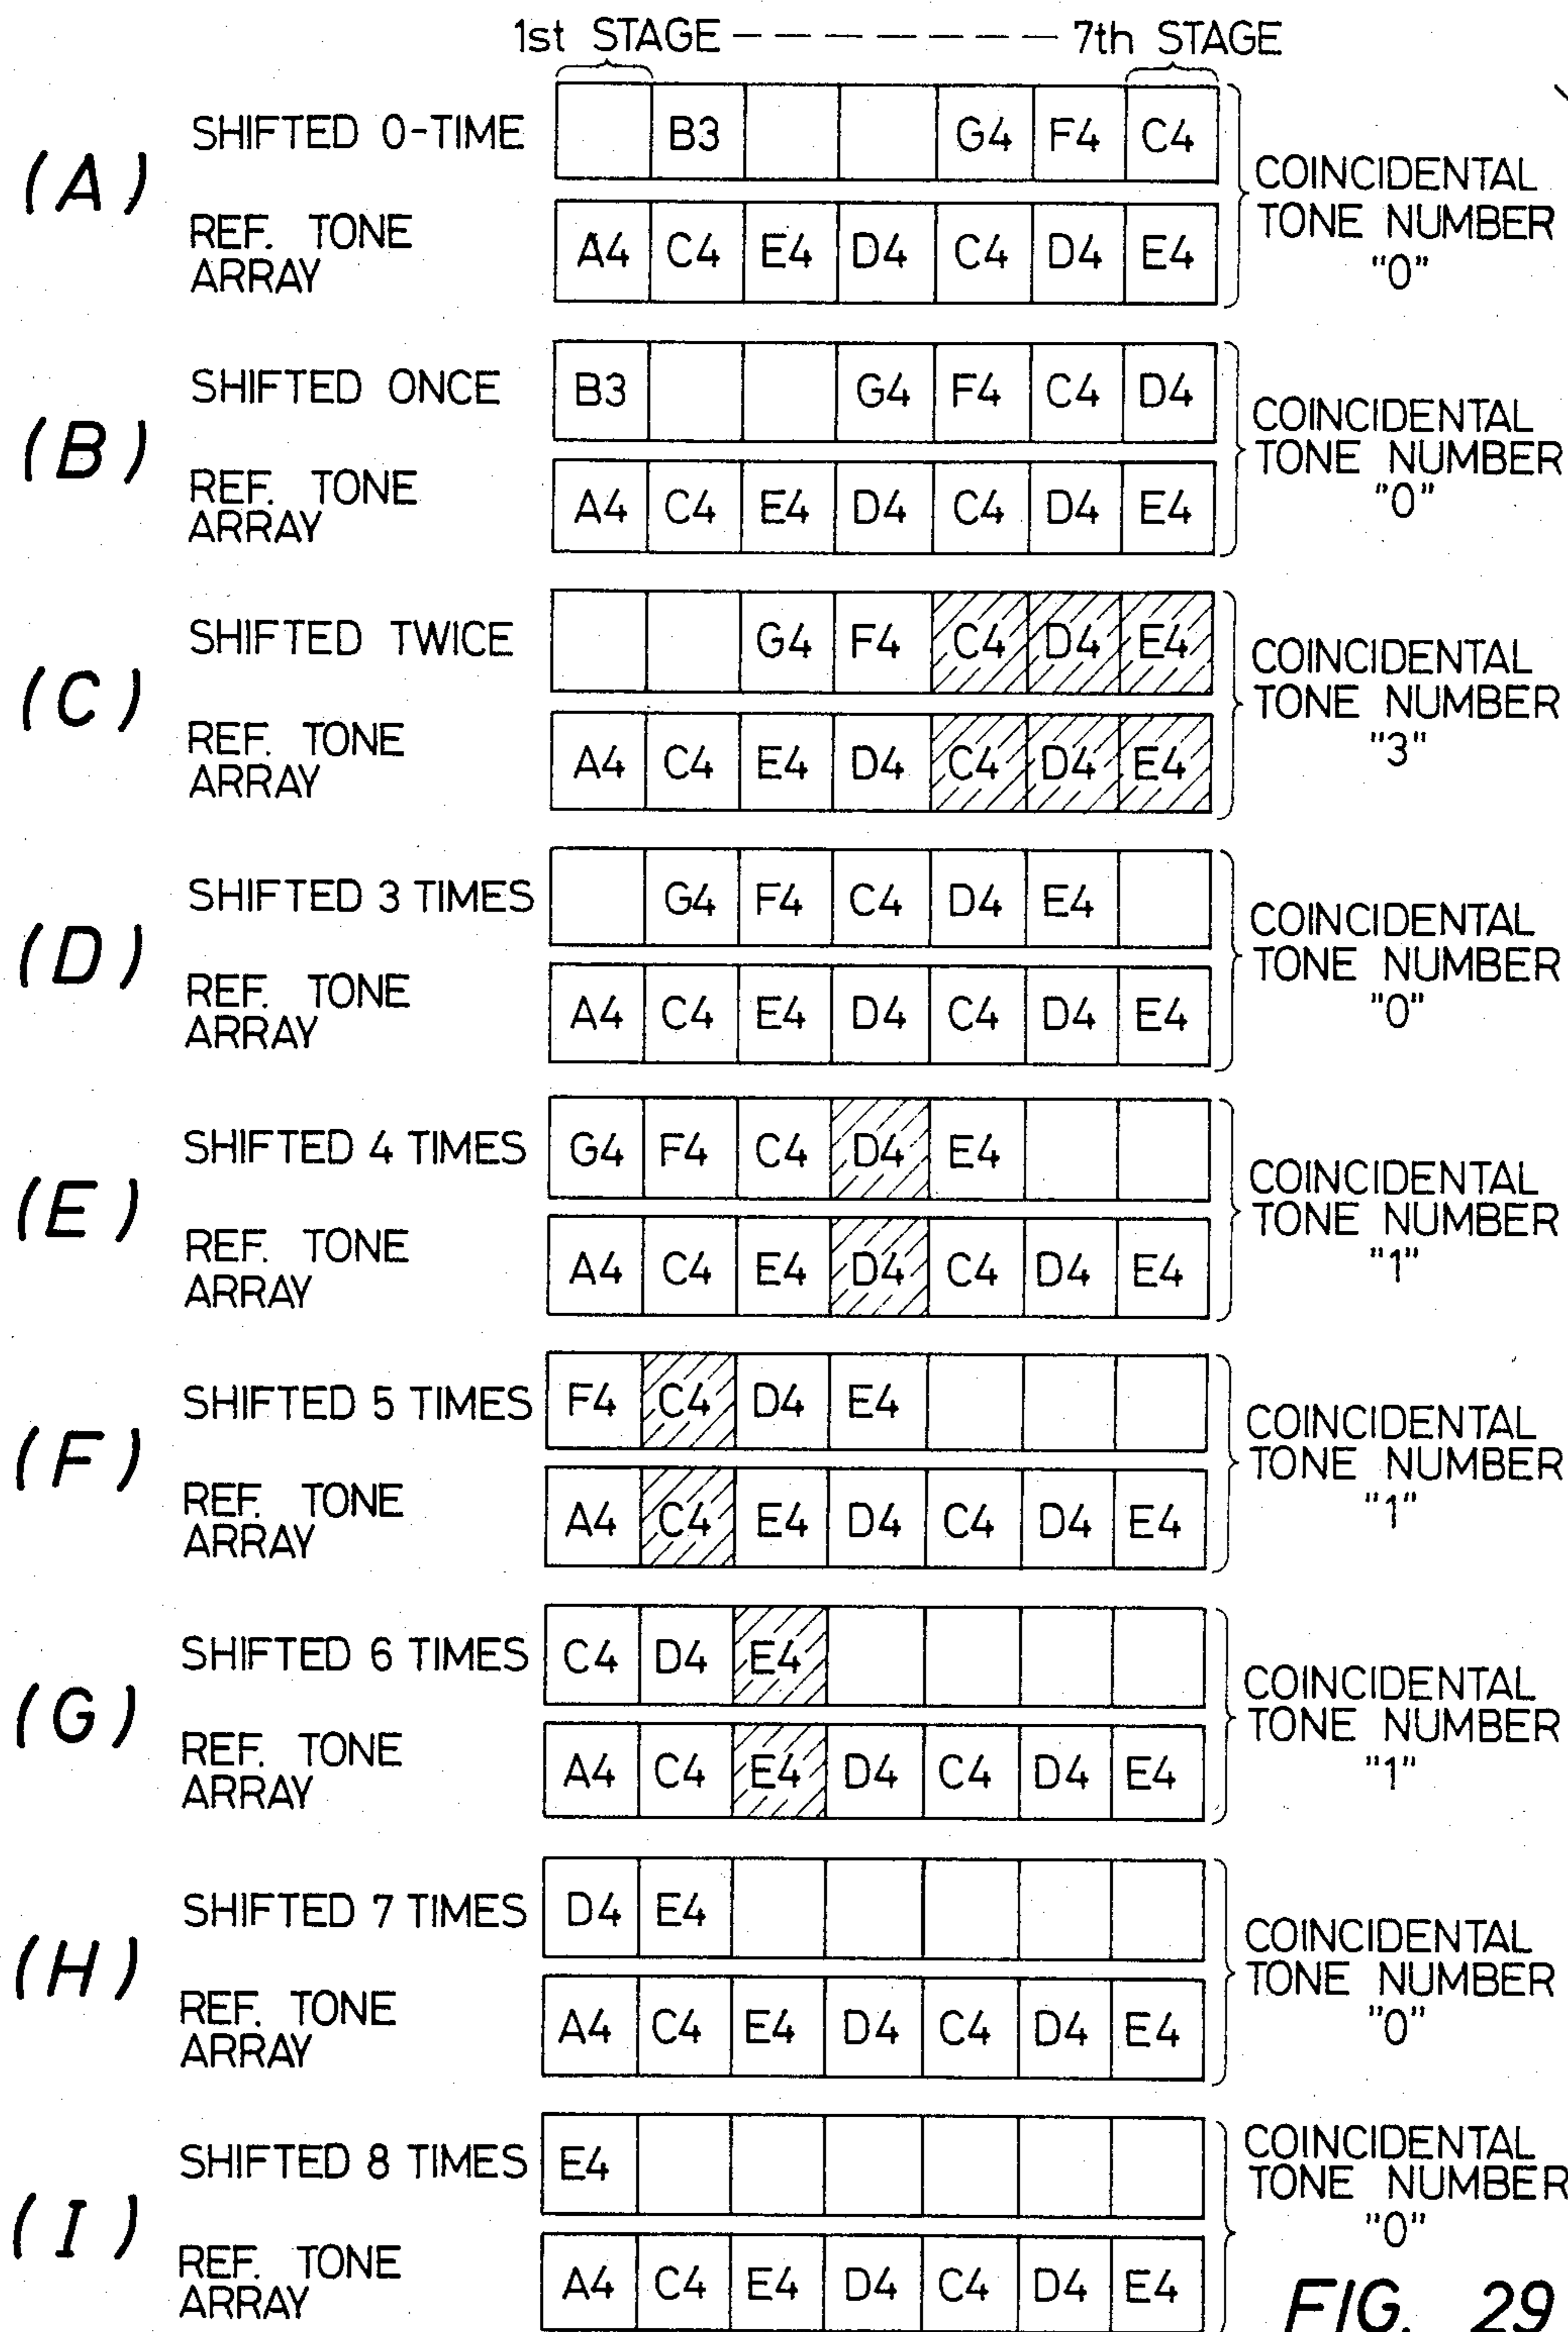 1st STAGE ------- 7th STAGE
(A)
SHIFTED 0-TIME
B3 G4 F4 C4
REF. TONE
ARRAY
A4 C4 E4 D4 C4 D4 E4
COINCIDENTAL
TONE NUMBER
"0"
(B)
SHIFTED ONCE
B3 G4 F4 C4 D4
REF. TONE
ARRAY
A4 C4 E4 D4 C4 D4 E4
COINCIDENTAL
TONE NUMBER
"0"
(C)
SHIFTED TWICE
G4 F4 C4 D4 E4
REF. TONE
ARRAY
A4 C4 E4 D4 C4 D4 E4
COINCIDENTAL
TONE NUMBER
"3"
(D)
SHIFTED 3 TIMES
G4 F4 C4 D4 E4
REF. TONE
ARRAY
A4 C4 E4 D4 C4 D4 E4
COINCIDENTAL
TONE NUMBER
"0"
(E)
SHIFTED 4 TIMES
G4 F4 C4 D4 E4
REF. TONE
ARRAY
A4 C4 E4 D4 C4 D4 E4
COINCIDENTAL
TONE NUMBER
"1"
(F)
SHIFTED 5 TIMES
F4 C4 D4 E4
REF. TONE
ARRAY
A4 C4 E4 D4 C4 D4 E4
COINCIDENTAL
TONE NUMBER
"1"
(G)
SHIFTED 6 TIMES
C4 D4 E4
REF. TONE
ARRAY
A4 C4 E4 D4 C4 D4 E4
COINCIDENTAL
TONE NUMBER
"1"
(H)
SHIFTED 7 TIMES
D4 E4
REF. TONE
ARRAY
A4 C4 E4 D4 C4 D4 E4
COINCIDENTAL
TONE NUMBER
"0"
(I)
SHIFTED 8 TIMES
E4
REF. TONE
ARRAY
A4 C4 E4 D4 C4 D4 E4
COINCIDENTAL
TONE NUMBER
"0"
FIG. 29